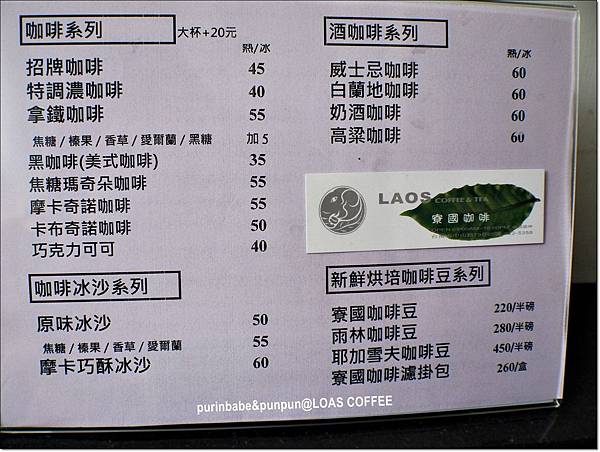 咖啡系列 大杯+20元
熱/冰
招牌咖啡 45
特調濃咖啡 40
拿鐵咖啡 55
焦糖/榛果/香草/愛爾蘭/黑糖 加5
黑咖啡(美式咖啡) 35
焦糖瑪奇朵咖啡 55
摩卡奇諾咖啡 55
卡布奇諾咖啡 50
巧克力可可 40
咖啡冰沙系列
原味冰沙 50
焦糖/榛果/香草/愛爾蘭 55
摩卡巧酥冰沙 60
酒咖啡系列
熱/冰
威士忌咖啡 60
白蘭地咖啡 60
奶酒咖啡 60
高粱咖啡 60
LAOS COFFEE & TEA
寮國咖啡
新鮮烘培咖啡豆系列
寮國咖啡豆 220/半磅
雨林咖啡豆 280/半磅
耶加雪夫咖啡豆 450/半磅
寮國咖啡濾掛包 260/盒
purinbabe&punpun@LOAS COFFEE